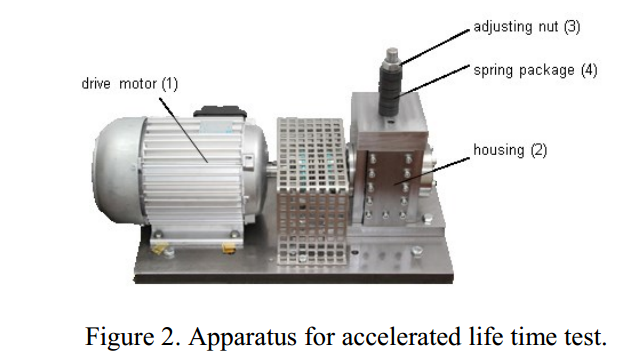 adjusting nut (3)
drive motor (1)
spring package (4)
housing (2)
Figure 2. Apparatus for accelerated life time test.